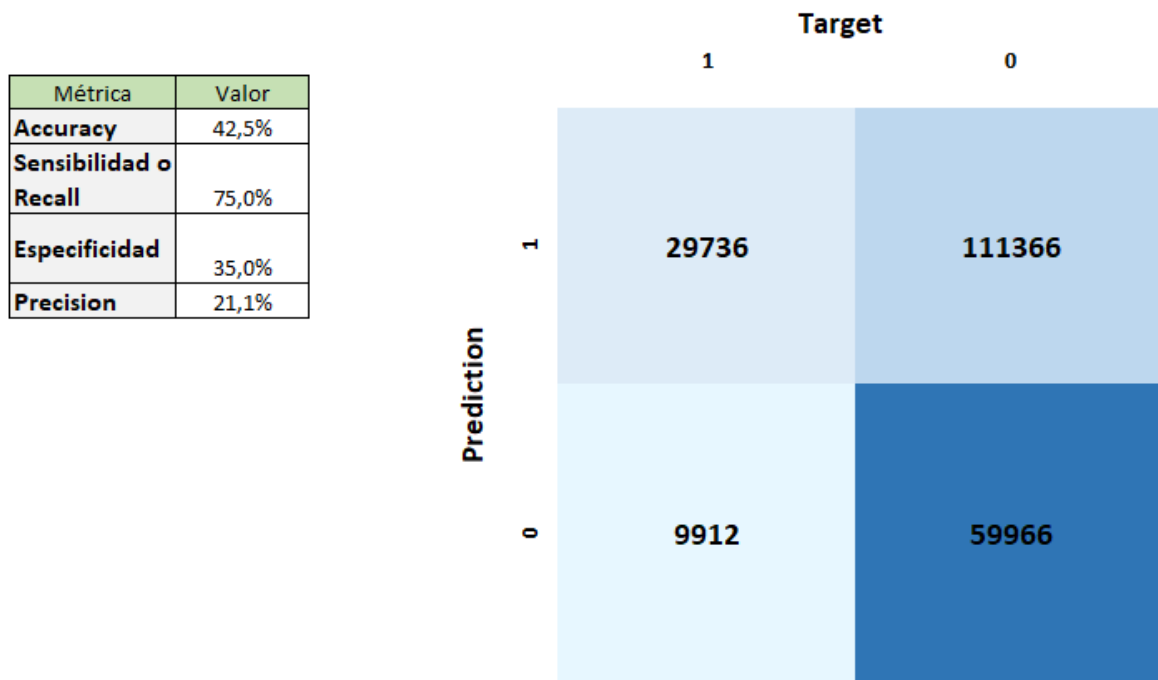 Métrica Valor
Accuracy 42,5%
Sensibilidad o
Recall 75,0%
Especificidad 35,0%
Precision 21,1%
Target
1 0
Prediction
1 29736 111366
0 9912 59966